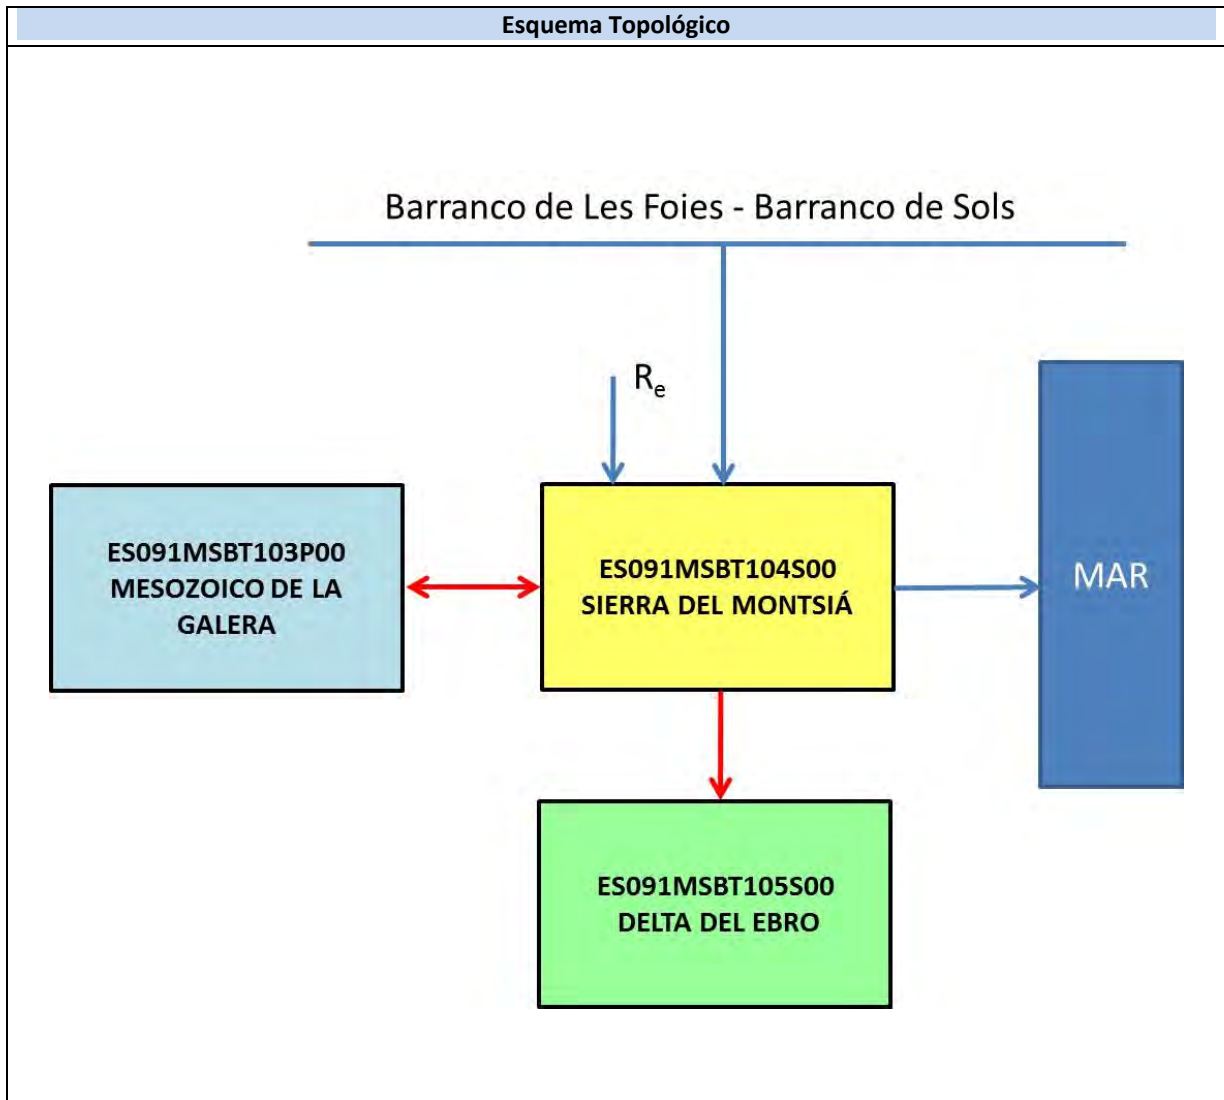 Esquema Topológico
Barranco de Les Foies - Barranco de Sols
Re
ES091MSBT103P00
MESOZOICO DE LA
GALERA
ES091MSBT104S00
SIERRA DEL MONTSIÁ
MAR
ES091MSBT105S00
DELTA DEL EBRO